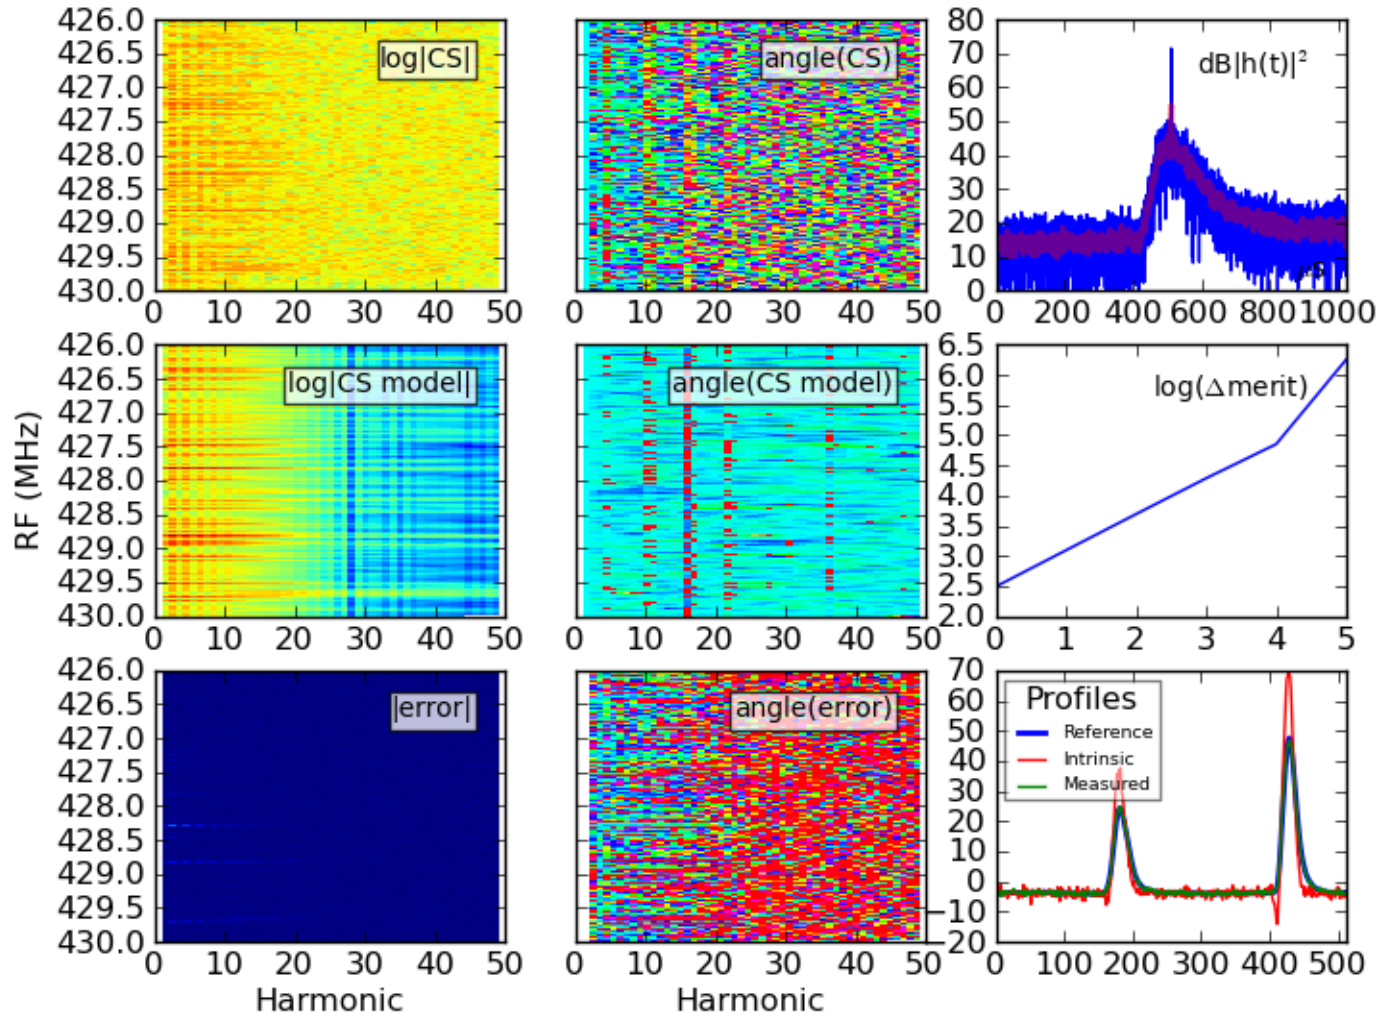 log|CS|
426.0
426.5
427.0
427.5
428.0
428.5
429.0
429.5
430.0
0 10 20 30 40 50
angle(CS)
0 10 20 30 40 50
dB|h(t)|²
80
70
60
50
40
30
20
10
0
μs
0 200 400 600 800 1000
RF (MHz)
log|CS model|
426.0
426.5
427.0
427.5
428.0
428.5
429.0
429.5
430.0
0 10 20 30 40 50
angle(CS model)
0 10 20 30 40 50
log(Δmerit)
6.5
6.0
5.5
5.0
4.5
4.0
3.5
3.0
2.5
2.0
0 1 2 3 4 5
|error|
426.0
426.5
427.0
427.5
428.0
428.5
429.0
429.5
430.0
0 10 20 30 40 50
Harmonic
angle(error)
0 10 20 30 40 50
Harmonic
Profiles
Reference
Intrinsic
Measured
70
60
50
40
30
20
10
0
−10
−20
0 100 200 300 400 500